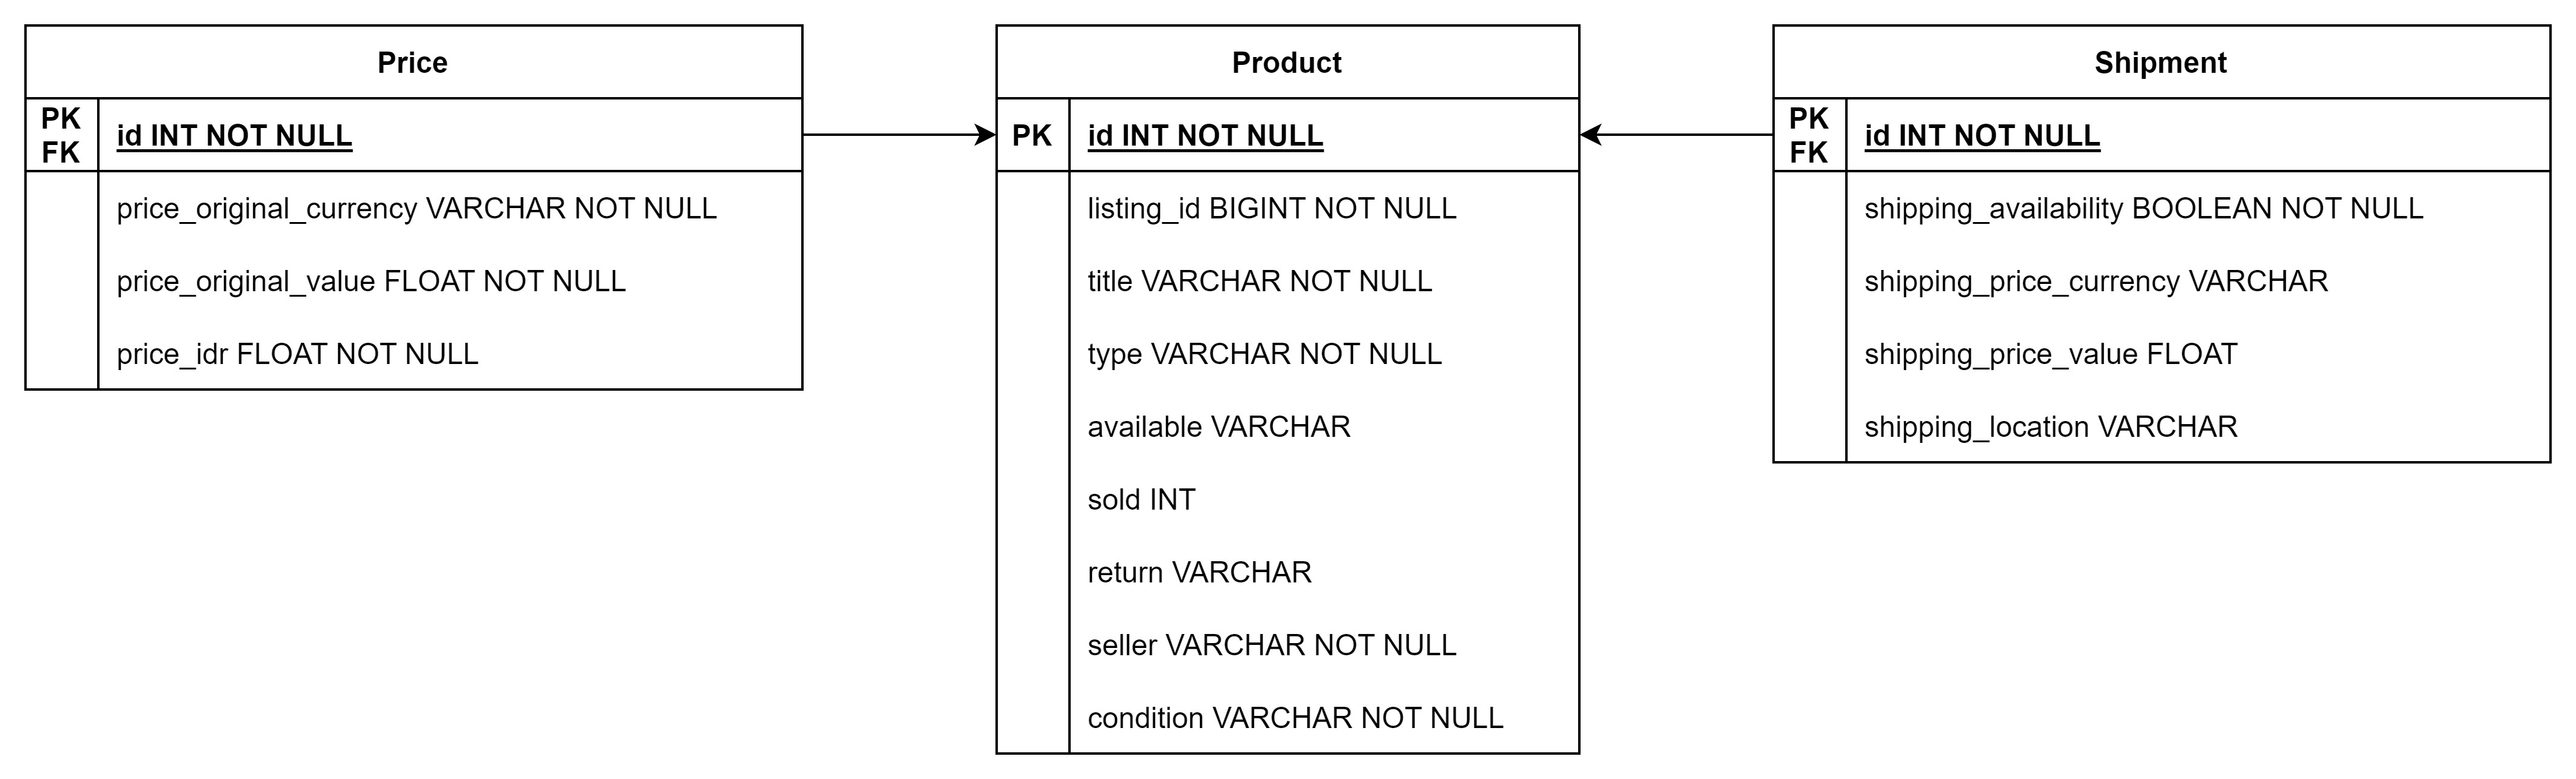 Price
PK
FK
id INT NOT NULL
price_original_currency VARCHAR NOT NULL
price_original_value FLOAT NOT NULL
price_idr FLOAT NOT NULL
Product
PK
id INT NOT NULL
listing_id BIGINT NOT NULL
title VARCHAR NOT NULL
type VARCHAR NOT NULL
available VARCHAR
sold INT
return VARCHAR
seller VARCHAR NOT NULL
condition VARCHAR NOT NULL
Shipment
PK
FK
id INT NOT NULL
shipping_availability BOOLEAN NOT NULL
shipping_price_currency VARCHAR
shipping_price_value FLOAT
shipping_location VARCHAR